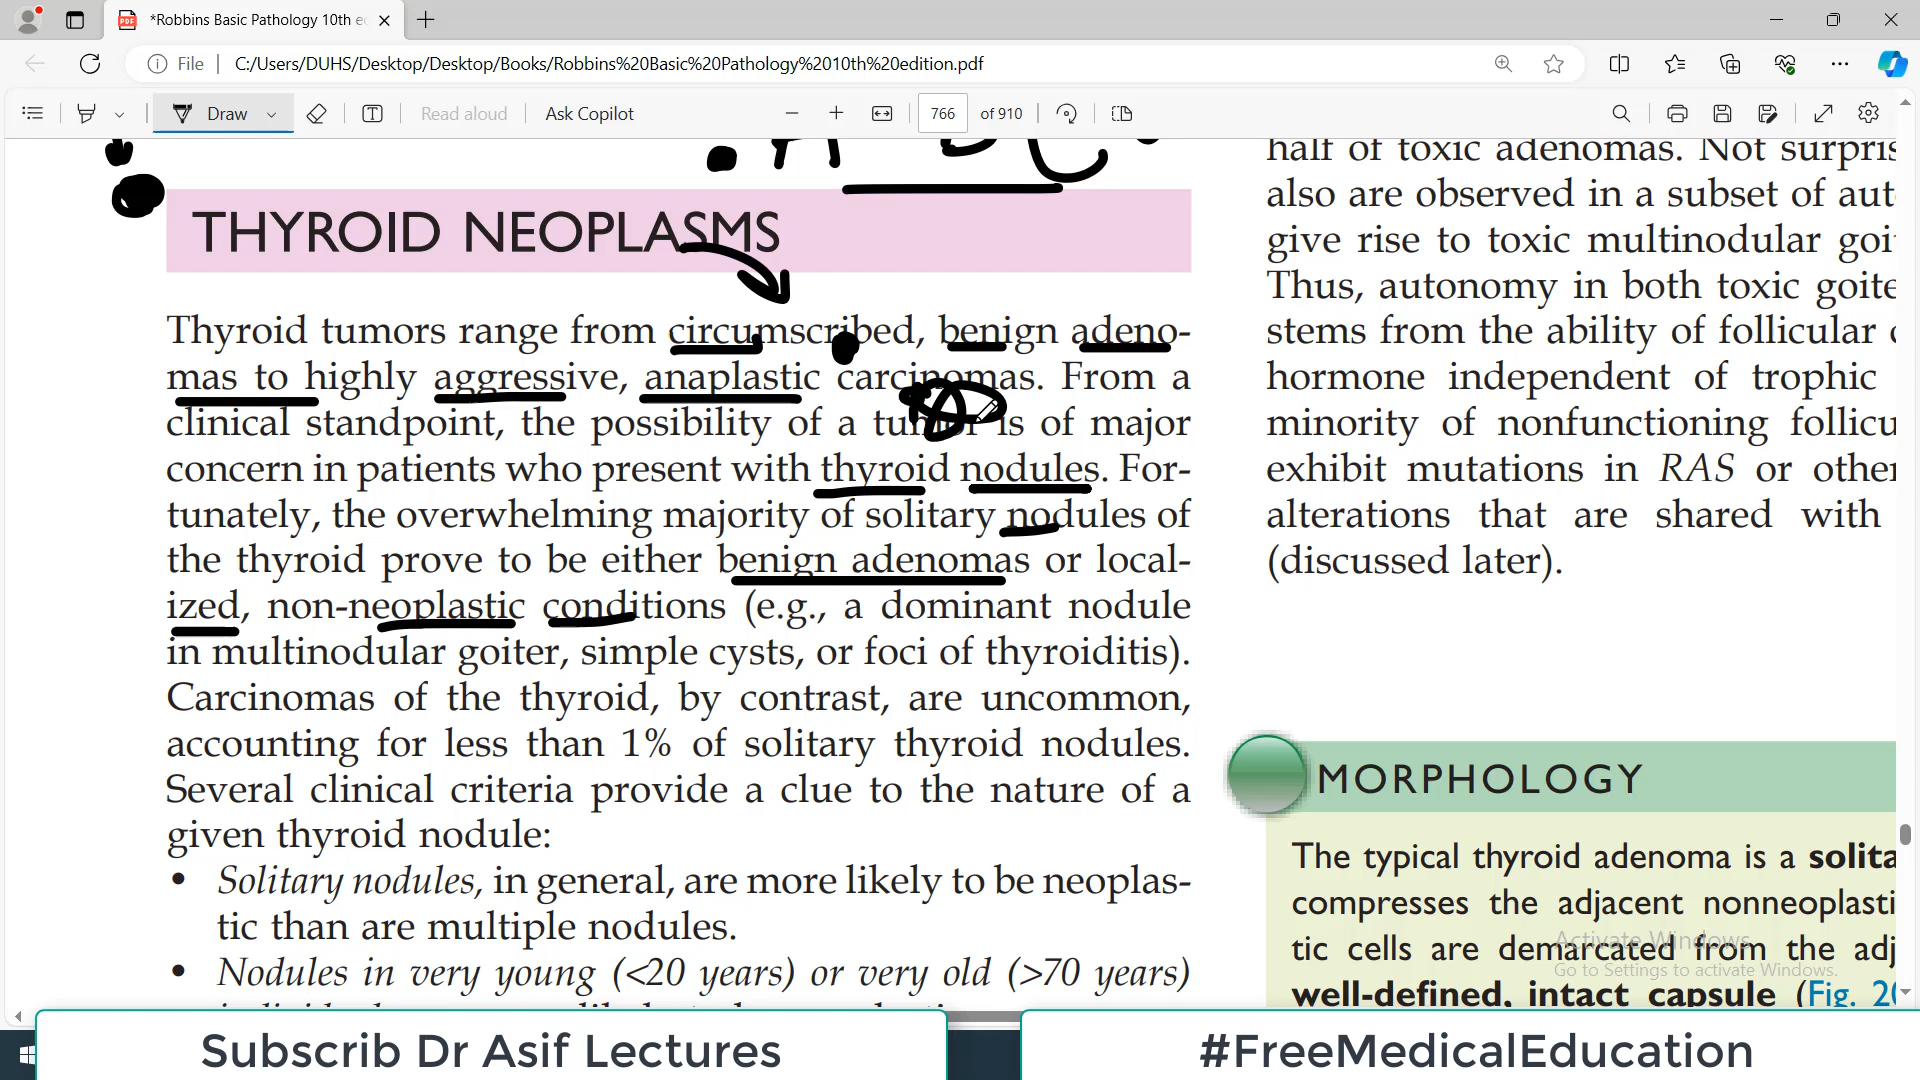 *Robbins Basic Pathology 10th e
File
C:/Users/DUHS/Desktop/Desktop/Books/Robbins%20Basic%20Pathology%2010th%20edition.pdf
Draw
Read aloud
Ask Copilot
766 of 910
THYROID NEOPLASMS
Thyroid tumors range from circumscribed, benign adeno-
mas to highly aggressive, anaplastic carcinomas. From a
clinical standpoint, the possibility of a tumor is of major
concern in patients who present with thyroid nodules. For-
tunately, the overwhelming majority of solitary nodules of
the thyroid prove to be either benign adenomas or local-
ized, non-neoplastic conditions (e.g., a dominant nodule
in multinodular goiter, simple cysts, or foci of thyroiditis).
Carcinomas of the thyroid, by contrast, are uncommon,
accounting for less than 1% of solitary thyroid nodules.
Several clinical criteria provide a clue to the nature of a
given thyroid nodule:
• Solitary nodules, in general, are more likely to be neoplas-
tic than are multiple nodules.
• Nodules in very young (<20 years) or very old (>70 years)
half of toxic adenomas. Not surpris
also are observed in a subset of aut
give rise to toxic multinodular goi
Thus, autonomy in both toxic goite
stems from the ability of follicular
hormone independent of trophic
minority of nonfunctioning follicu
exhibit mutations in RAS or other
alterations that are shared with
(discussed later).
MORPHOLOGY
The typical thyroid adenoma is a solita
compresses the adjacent nonneoplasti
tic cells are demarcated from the adj
well-defined, intact capsule (Fig. 20
Activate Windows
Go to Settings to activate Windows.
Subscrib Dr Asif Lectures
#FreeMedicalEducation